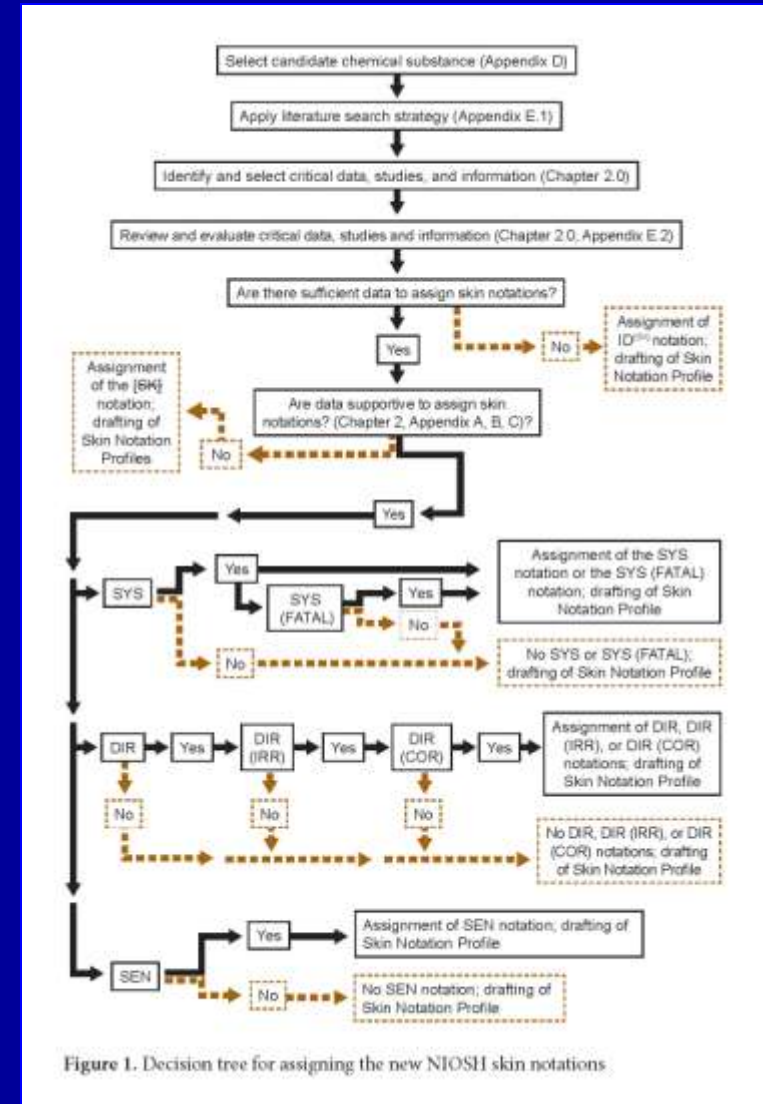 Select candidate chemical substance (Appendix D)
Apply literature search strategy (Appendix E.1)
Identify and select critical data, studies, and information (Chapter 2.0)
Review and evaluate critical data, studies and information (Chapter 2.0, Appendix E.2)
Are there sufficient data to assign skin notations?
Yes
No
Assignment of
ID(SK) notation;
drafting of Skin
Notation Profile
Are data supportive to assign skin
notations? (Chapter 2, Appendix A, B, C)?
No
Assignment
of the [SK]
notation;
drafting of
Skin Notation
Profiles
Yes
SYS
Yes
SYS
(FATAL)
Yes
No
No
Assignment of the SYS
notation or the SYS (FATAL)
notation; drafting of Skin
Notation Profile
No SYS or SYS (FATAL);
drafting of Skin Notation Profile
DIR
Yes
DIR
(IRR)
Yes
DIR
(COR)
Yes
Assignment of DIR, DIR
(IRR), or DIR (COR)
notations; drafting of
Skin Notation Profile
No
No
No
No DIR, DIR (IRR), or DIR
(COR) notations; drafting
of Skin Notation Profile
SEN
Yes
Assignment of SEN notation; drafting of
Skin Notation Profile
No
No SEN notation; drafting of
Skin Notation Profile
Figure 1. Decision tree for assigning the new NIOSH skin notations